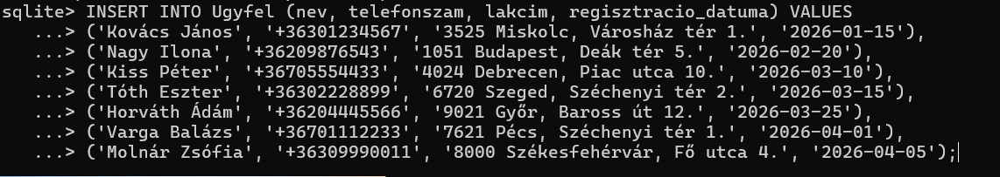 sqlite> INSERT INTO Ugyfel (nev, telefonszam, lakcim, regisztracio_datuma) VALUES
...> ('Kovács János', '+36301234567', '3525 Miskolc, Városház tér 1.', '2026-01-15'),
...> ('Nagy Ilona', '+36209876543', '1051 Budapest, Deák tér 5.', '2026-02-20'),
...> ('Kiss Péter', '+36705554433', '4024 Debrecen, Piac utca 10.', '2026-03-10'),
...> ('Tóth Eszter', '+36302228899', '6720 Szeged, Széchenyi tér 2.', '2026-03-15'),
...> ('Horváth Ádám', '+36204445566', '9021 Győr, Baross út 12.', '2026-03-25'),
...> ('Varga Balázs', '+36701112233', '7621 Pécs, Széchenyi tér 1.', '2026-04-01'),
...> ('Molnár Zsófia', '+36309990011', '8000 Székesfehérvár, Fő utca 4.', '2026-04-05');